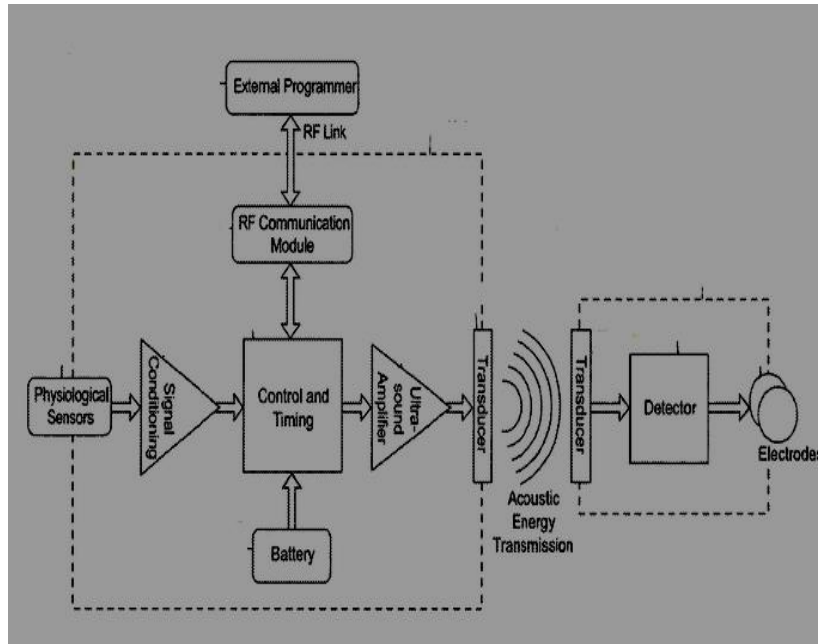 External Programmer
RF Link
RF Communication
Module
Physiological
Sensors
Signal
Conditioning
Control and
Timing
Ultra-
sound
Amplifier
Transducer
Acoustic
Energy
Transmission
Transducer
Detector
Electrodes
Battery